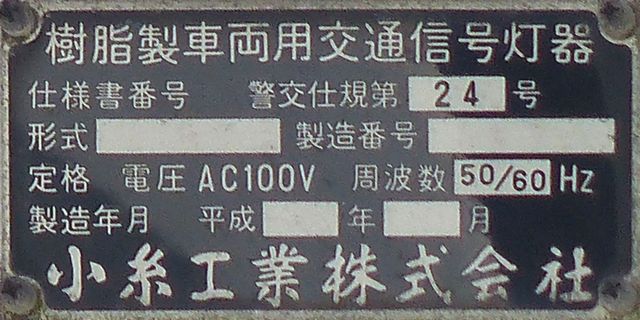 樹脂製車両用交通信号灯器
仕様書番号 警交仕規第 24 号
形式 製造番号
定格 電圧 AC100V 周波数 50/60 Hz
製造年月 平成 年 月
小糸工業株式会社